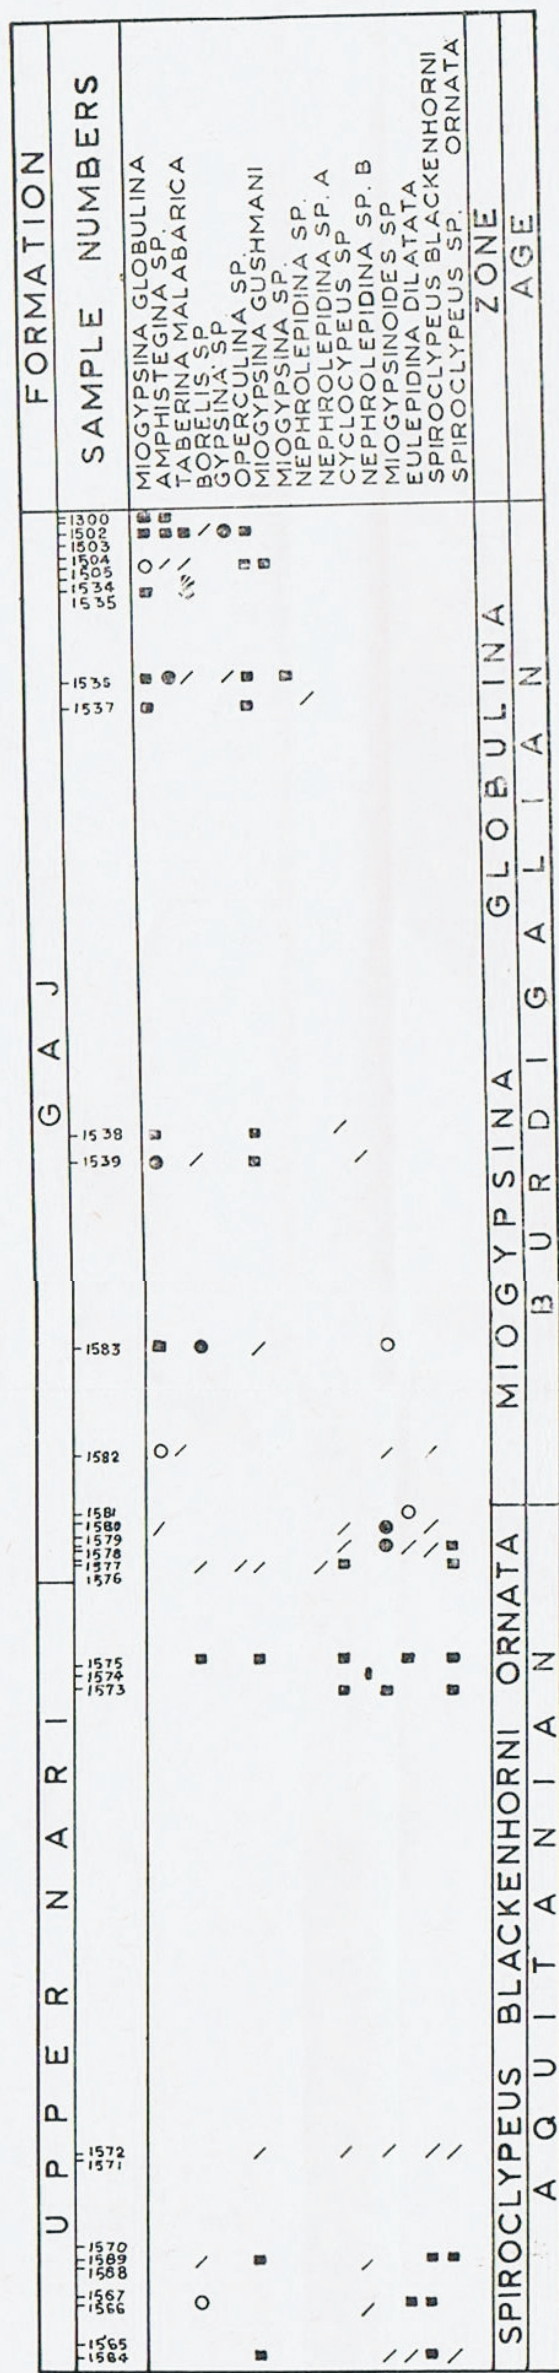 FORMATION
SAMPLE NUMBERS
MIOGYPSINA GLOBULINA
AMPHISTEGINA SP.
TABERINA MALABARICA
BORELIS SP
GYPSINA SP.
OPERCULINA SP.
MIOGYPSINA GUSHMANI
MIOGYPSINA SP.
NEPHROLEPIDINA SP.
NEPHROLEPIDINA SP. A
CYCLOCYPEUS SP
NEPHROLEPIDINA SP. B
MIOGYPSINOIDES SP
EULEPIDINA DILATATA
SPIROCLYPEUS BLACKENHORNI
SPIROCLYPEUS SP. ORNATA
ZONE
AGE
GAJ
UPPER NARI
1300
1502
1503
1504
1505
1534
1535
1536
1537
1538
1539
1583
1582
1581
1580
1579
1578
1577
1576
1575
1574
1573
1572
1571
1570
1569
1568
1567
1566
1565
1564
MIOGYPSINA GLOBULINA
SPIROCLYPEUS BLACKENHORNI ORNATA
BURDIGALIAN
AQUITANIAN